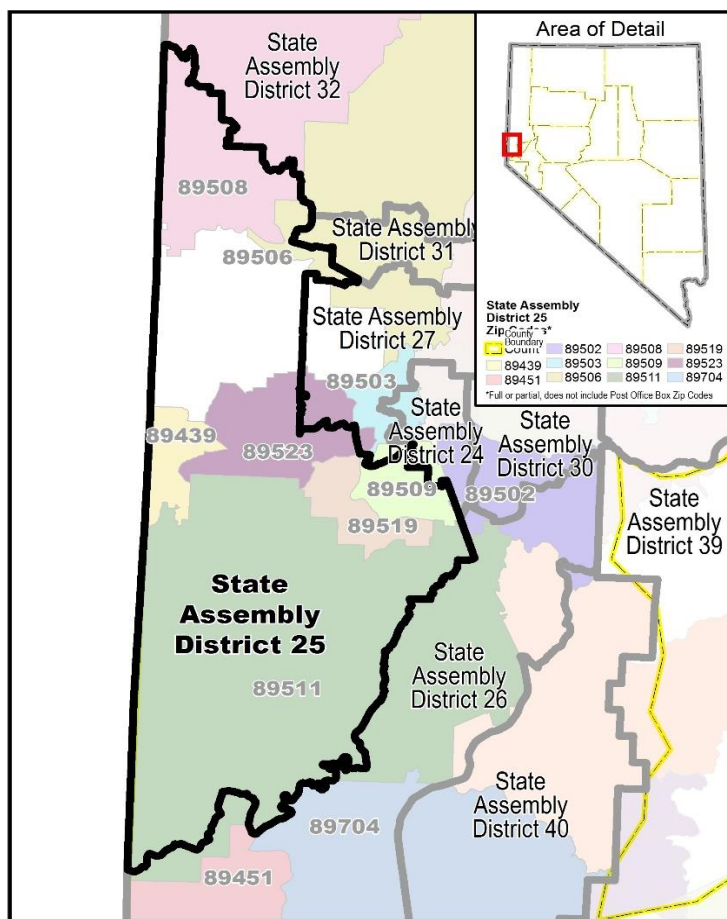 State
Assembly
District 32
Area of Detail
89508
State Assembly
District 31
89506
State Assembly
District 27
89503
State
Assembly
District 24
State
Assembly
District 30
89439
89523
89509
89502
89519
State
Assembly
District 39
State
Assembly
District 25
89511
State
Assembly
District 26
State
Assembly
District 40
89704
89451
State Assembly
District 25
Zip Codes*
County
Boundary
Count
89439
89451
89502
89503
89506
89508
89509
89511
89519
89523
89704
*Full or partial, does not include Post Office Box Zip Codes